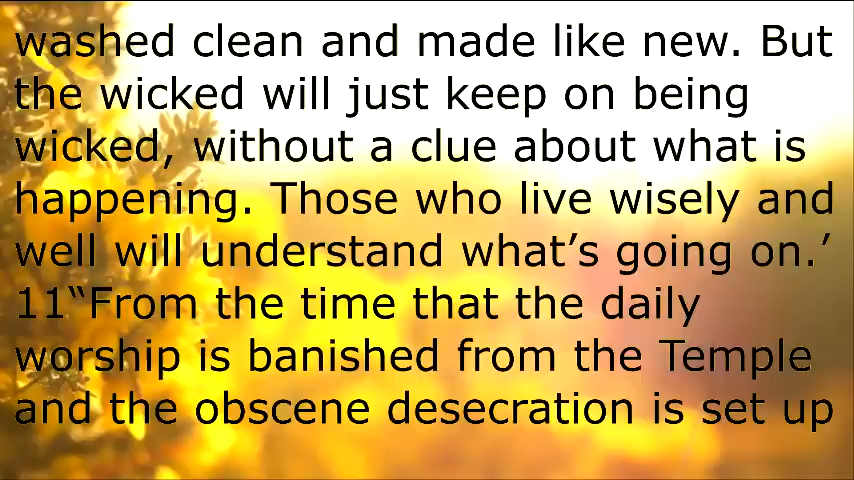 washed clean and made like new. But
the wicked will just keep on being
wicked, without a clue about what is
happening. Those who live wisely and
well will understand what’s going on.’
11“From the time that the daily
worship is banished from the Temple
and the obscene desecration is set up